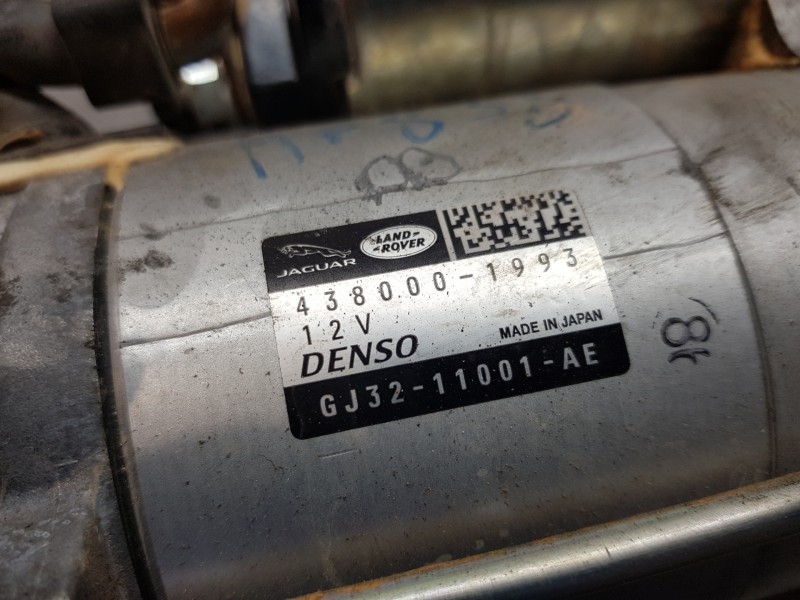 JAGUAR
LAND-
-ROVER
438000-1993
12V
DENSO
MADE IN JAPAN
GJ32-11001-AE